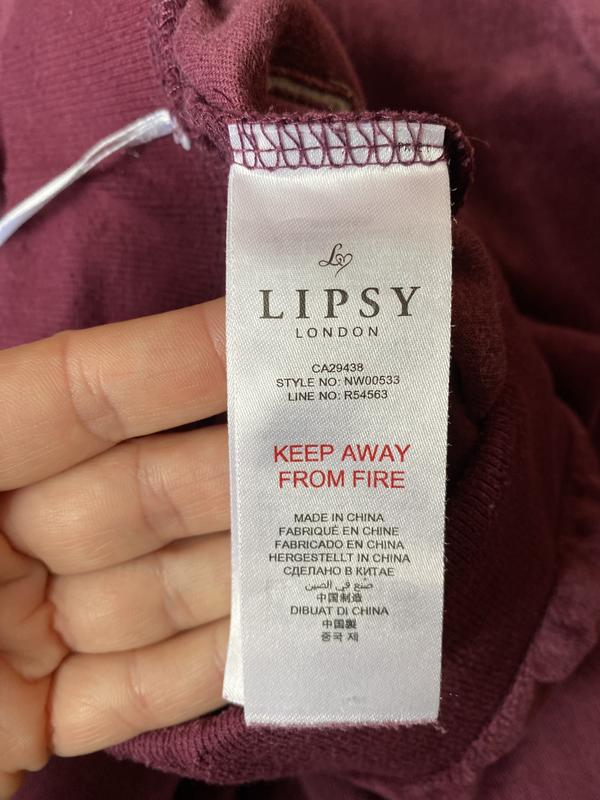 LIPSY
LONDON
CA29438
STYLE NO: NW00533
LINE NO: R54563
KEEP AWAY
FROM FIRE
MADE IN CHINA
FABRIQUÉ EN CHINE
FABRICADO EN CHINA
HERGESTELLT IN CHINA
СДЕЛАНО В КИТАЕ
صنع في الصين
中国制造
DIBUAT DI CHINA
中国製
중국 제